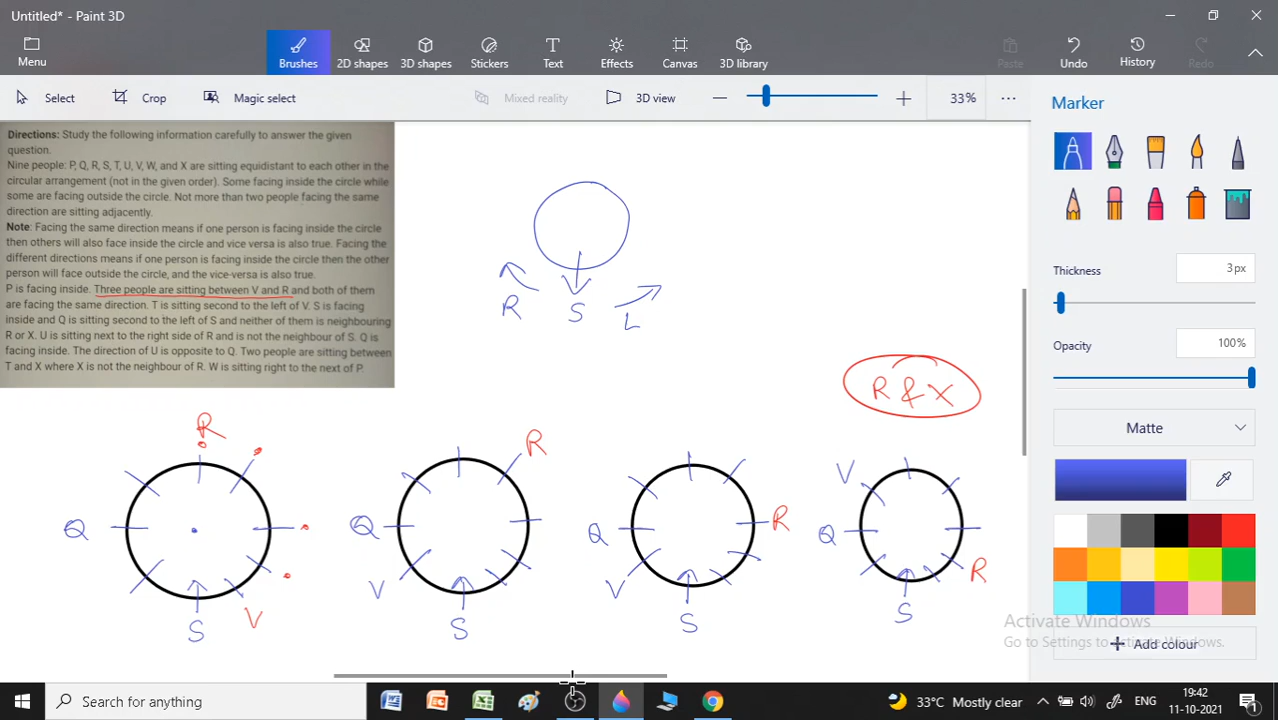 Untitled* - Paint 3D
Menu
Brushes
2D shapes
3D shapes
Stickers
Text
Effects
Canvas
3D library
Paste
Undo
History
Redo
Select
Crop
Magic select
Mixed reality
3D view
33%
Marker
Thickness
3px
Opacity
100%
Matte
Add colour
Activate Windows
Go to Settings to Activate Windows.
Directions: Study the following information carefully to answer the given
question.
Nine people: P, Q, R, S, T, U, V, W, and X are sitting equidistant to each other in the
circular arrangement (not in the given order). Some facing inside the circle while
some are facing outside the circle. Not more than two people facing the same
direction are sitting adjacently.
Note: Facing the same direction means if one person is facing inside the circle
then others will also face inside the circle and vice versa is also true. Facing the
different directions means if one person is facing inside the circle then the other
person will face outside the circle, and the vice-versa is also true.
P is facing inside. Three people are sitting between V and R and both of them
are facing the same direction. T is sitting second to the left of V. S is facing
inside and Q is sitting second to the left of S and neither of them is neighbouring
R or X. U is sitting next to the right side of R and is not the neighbour of S. Q is
facing inside. The direction of U is opposite to Q. Two people are sitting between
T and X where X is not the neighbour of R. W is sitting right to the next of P.
R S L
R & X
R
Q
V
S
R
Q
V
S
R
Q
V
S
V
Q
R
S
Search for anything
33°C Mostly clear
ENG
19:42
11-10-2021
1